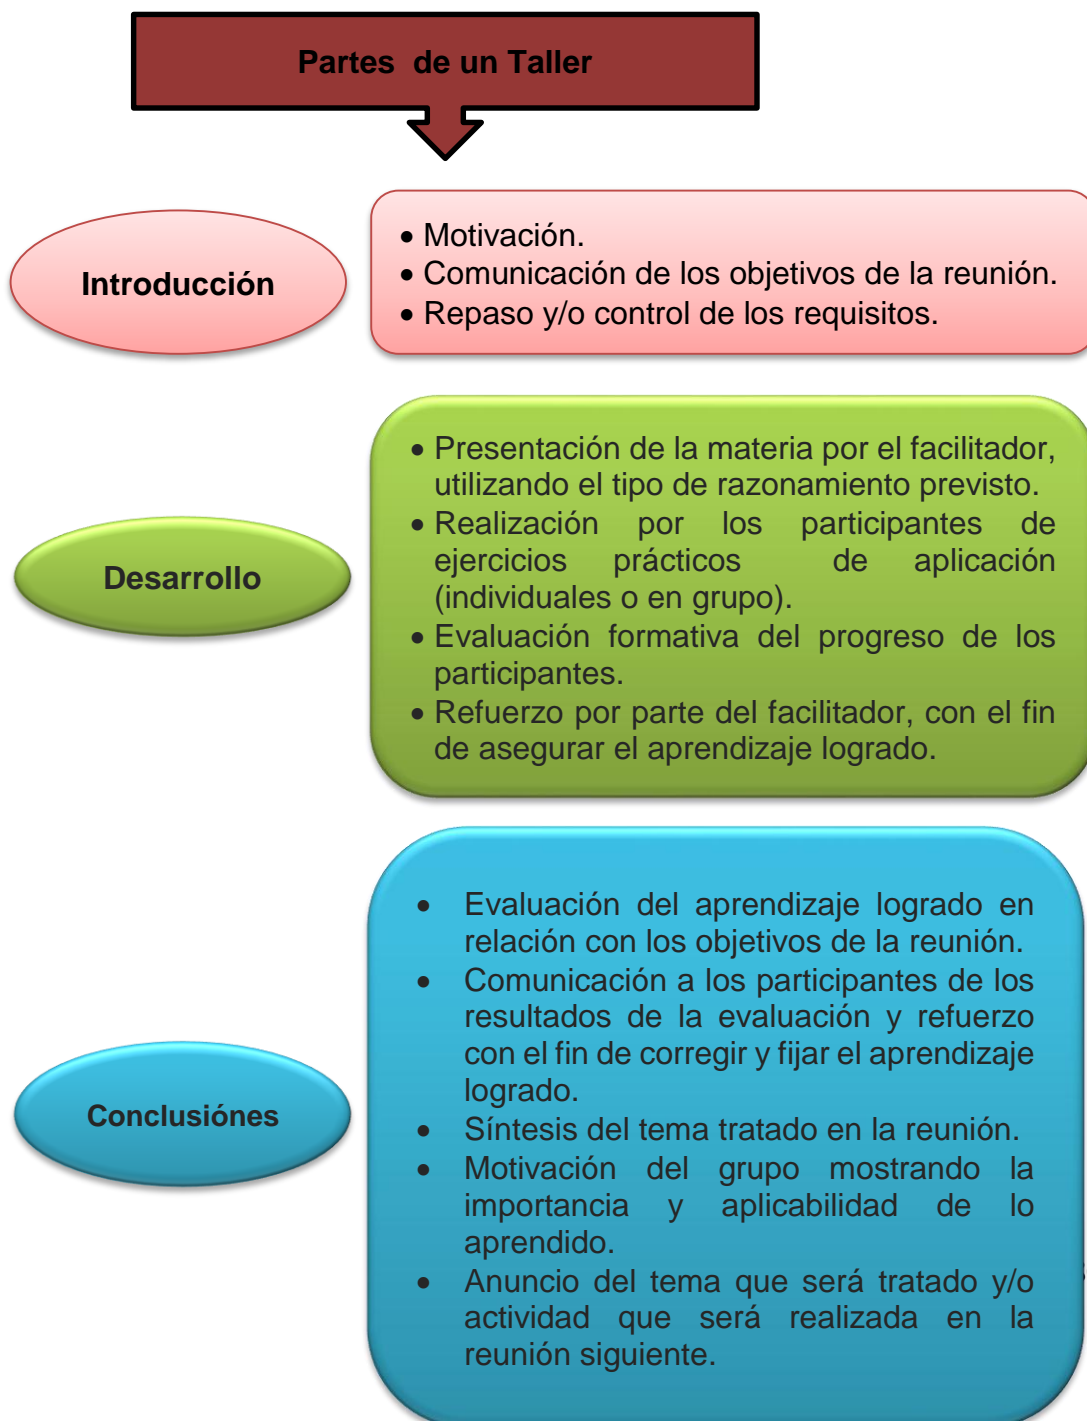 Partes de un Taller
Introducción
• Motivación.
• Comunicación de los objetivos de la reunión.
• Repaso y/o control de los requisitos.
Desarrollo
• Presentación de la materia por el facilitador,
utilizando el tipo de razonamiento previsto.
• Realización por los participantes de
ejercicios prácticos de aplicación
(individuales o en grupo).
• Evaluación formativa del progreso de los
participantes.
• Refuerzo por parte del facilitador, con el fin
de asegurar el aprendizaje logrado.
Conclusiónes
• Evaluación del aprendizaje logrado en
relación con los objetivos de la reunión.
• Comunicación a los participantes de los
resultados de la evaluación y refuerzo
con el fin de corregir y fijar el aprendizaje
logrado.
• Síntesis del tema tratado en la reunión.
• Motivación del grupo mostrando la
importancia y aplicabilidad de lo
aprendido.
• Anuncio del tema que será tratado y/o
actividad que será realizada en la
reunión siguiente.